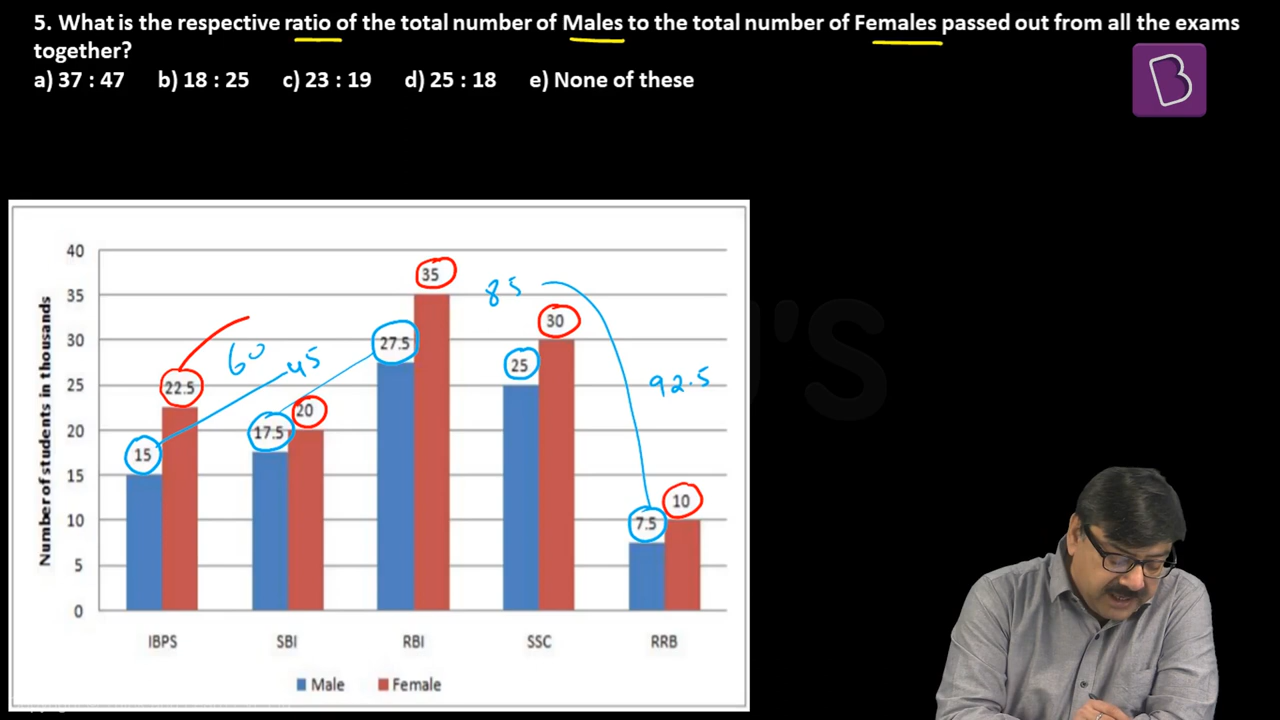 5. What is the respective ratio of the total number of Males to the total number of Females passed out from all the exams
together?
a) 37 : 47 b) 18 : 25 c) 23 : 19 d) 25 : 18 e) None of these
B
Number of students in thousands
40
35
30
25
20
15
10
5
0
15
22.5
17.5
20
27.5
35
25
30
7.5
10
60
45
85
92.5
IBPS SBI RBI SSC RRB
Male Female
'S